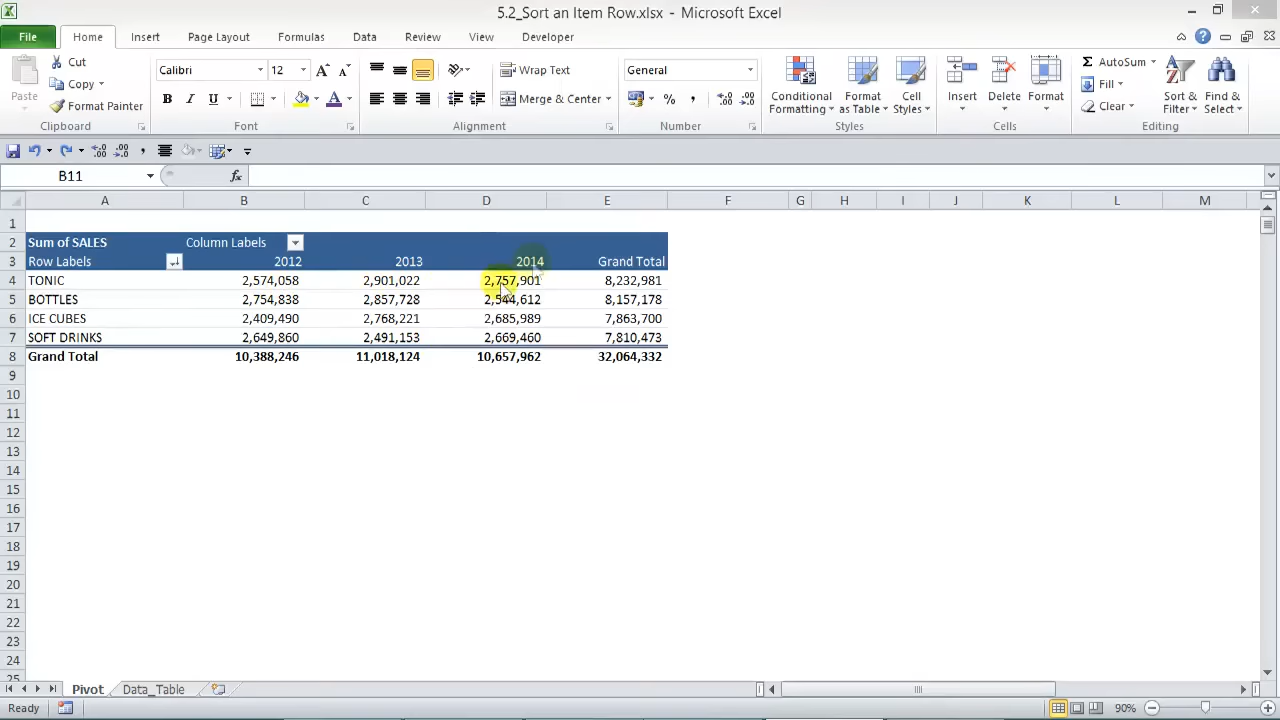 5.2_Sort an Item Row.xlsx - Microsoft Excel
File Home Insert Page Layout Formulas Data Review View Developer
Paste
Cut
Copy
Format Painter
Clipboard
Calibri 12
B I U A
Font
Wrap Text
Merge & Center
Alignment
General
% ,
Number
Conditional Formatting
Format as Table
Cell Styles
Styles
Insert Delete Format
Cells
Σ AutoSum
Fill
Clear
Sort & Filter
Find & Select
Editing
B11 fx
A B C D E F G H I J K L M
1
2 Sum of SALES Column Labels
3 Row Labels 2012 2013 2014 Grand Total
4 TONIC 2,574,058 2,901,022 2,757,901 8,232,981
5 BOTTLES 2,754,838 2,857,728 2,544,612 8,157,178
6 ICE CUBES 2,409,490 2,768,221 2,685,989 7,863,700
7 SOFT DRINKS 2,649,860 2,491,153 2,669,460 7,810,473
8 Grand Total 10,388,246 11,018,124 10,657,962 32,064,332
9
10
11
12
13
14
15
16
17
18
19
20
21
22
23
24
25
Pivot Data_Table
Ready 90%